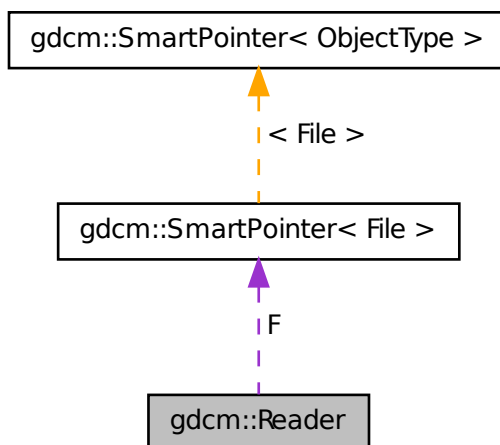 gdcm::SmartPointer< ObjectType >
< File >
gdcm::SmartPointer< File >
F
gdcm::Reader